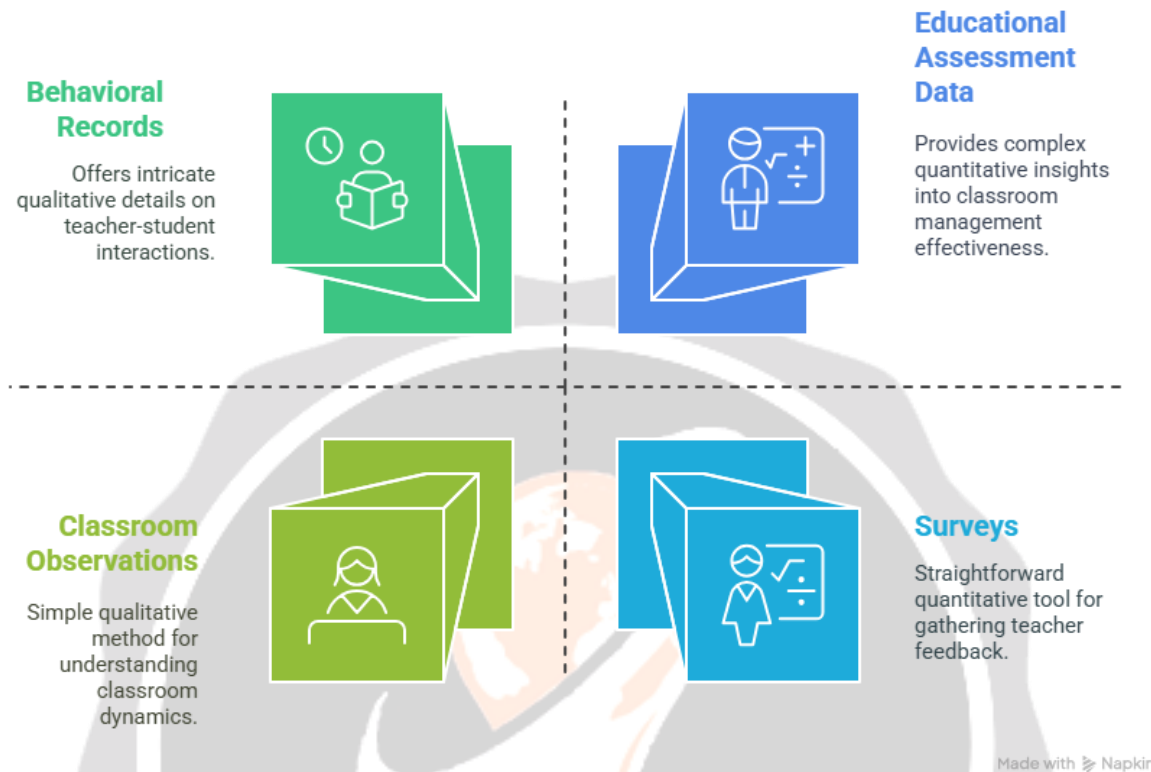 Behavioral
Records
Offers intricate
qualitative details on
teacher-student
interactions.
Educational
Assessment
Data
Provides complex
quantitative insights
into classroom
management
effectiveness.
Classroom
Observations
Simple qualitative
method for
understanding
classroom
dynamics.
Surveys
Straightforward
quantitative tool for
gathering teacher
feedback.
Made with Napkin